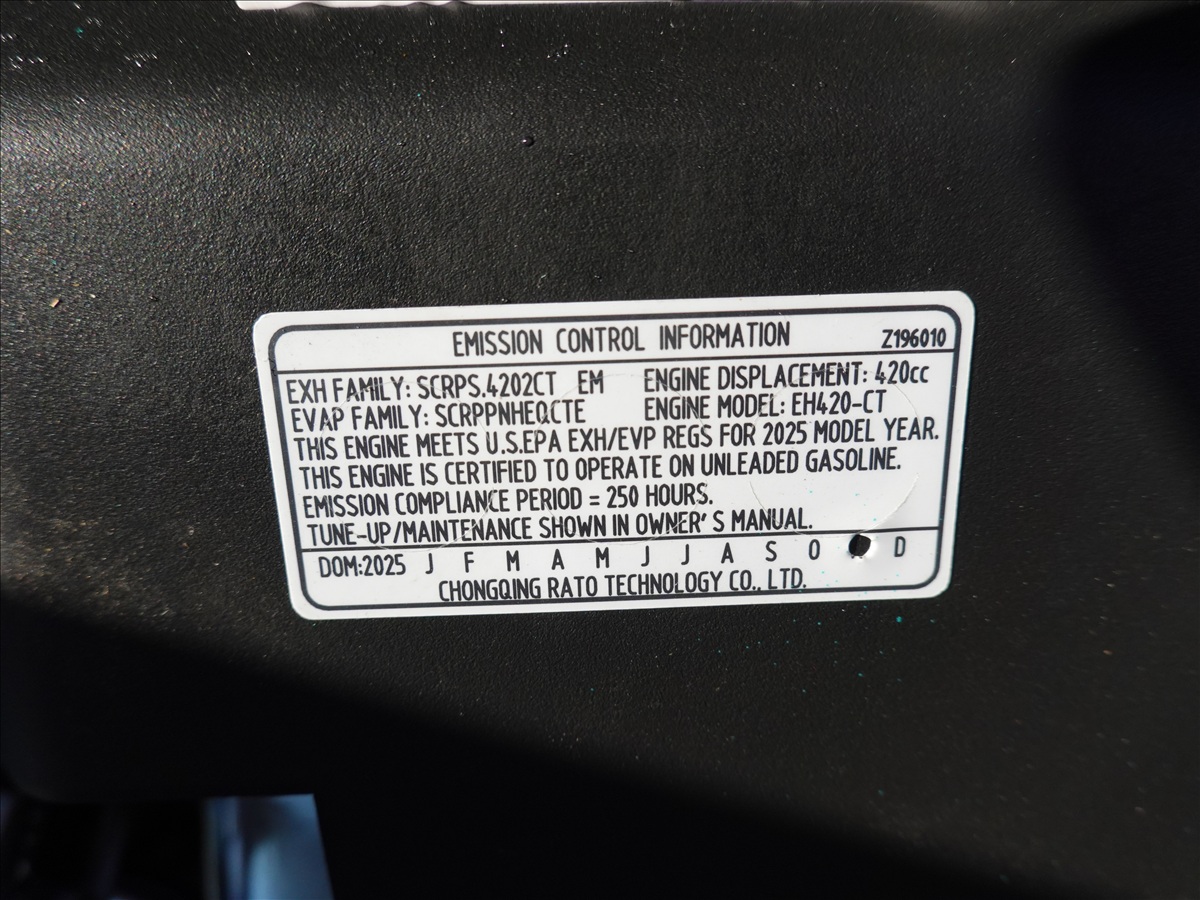 EMISSION CONTROL INFORMATION Z196010
EXH FAMILY: SCRPS.4202CT EM ENGINE DISPLACEMENT: 420cc
EVAP FAMILY: SCRPPNHEQCTE ENGINE MODEL: EH420-CT
THIS ENGINE MEETS U.S.EPA EXH/EVP REGS FOR 2025 MODEL YEAR.
THIS ENGINE IS CERTIFIED TO OPERATE ON UNLEADED GASOLINE.
EMISSION COMPLIANCE PERIOD = 250 HOURS.
TUNE-UP/MAINTENANCE SHOWN IN OWNER' S MANUAL.
DOM:2025 J F M A M J J A S O D
CHONGQING RATO TECHNOLOGY CO., LTD.